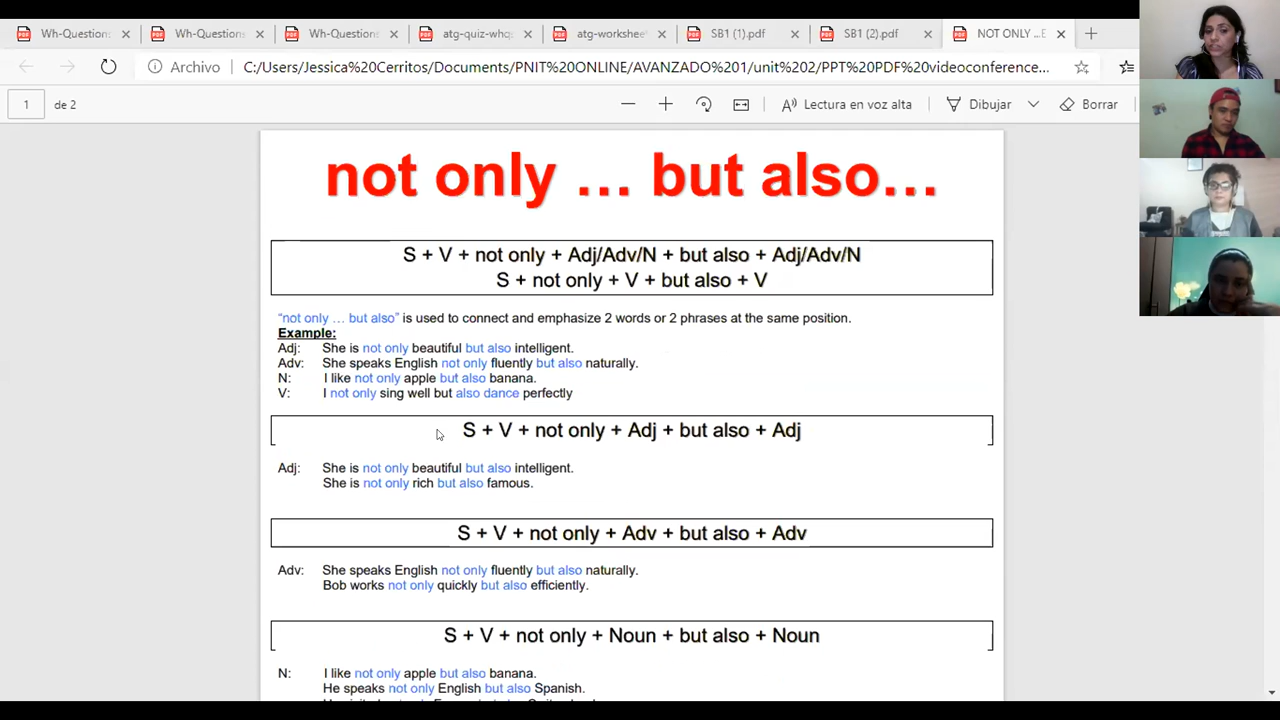 Wh-Question:
Wh-Question:
Wh-Question:
atg-quiz-wh2
atg-worksheet
SB1 (1).pdf
SB1 (2).pdf
NOT ONLY ...E
Archivo
C:/Users/Jessica%20Cerritos/Documents/PNIT%20ONLINE/AVANZADO%201/unit%202/PPT%20PDF%20videoconference...
1
de 2
Lectura en voz alta
Dibujar
Borrar
not only … but also…
S + V + not only + Adj/Adv/N + but also + Adj/Adv/N
S + not only + V + but also + V
“not only … but also” is used to connect and emphasize 2 words or 2 phrases at the same position.
Example:
Adj: She is not only beautiful but also intelligent.
Adv: She speaks English not only fluently but also naturally.
N: I like not only apple but also banana.
V: I not only sing well but also dance perfectly
S + V + not only + Adj + but also + Adj
Adj: She is not only beautiful but also intelligent.
She is not only rich but also famous.
S + V + not only + Adv + but also + Adv
Adv: She speaks English not only fluently but also naturally.
Bob works not only quickly but also efficiently.
S + V + not only + Noun + but also + Noun
N: I like not only apple but also banana.
He speaks not only English but also Spanish.